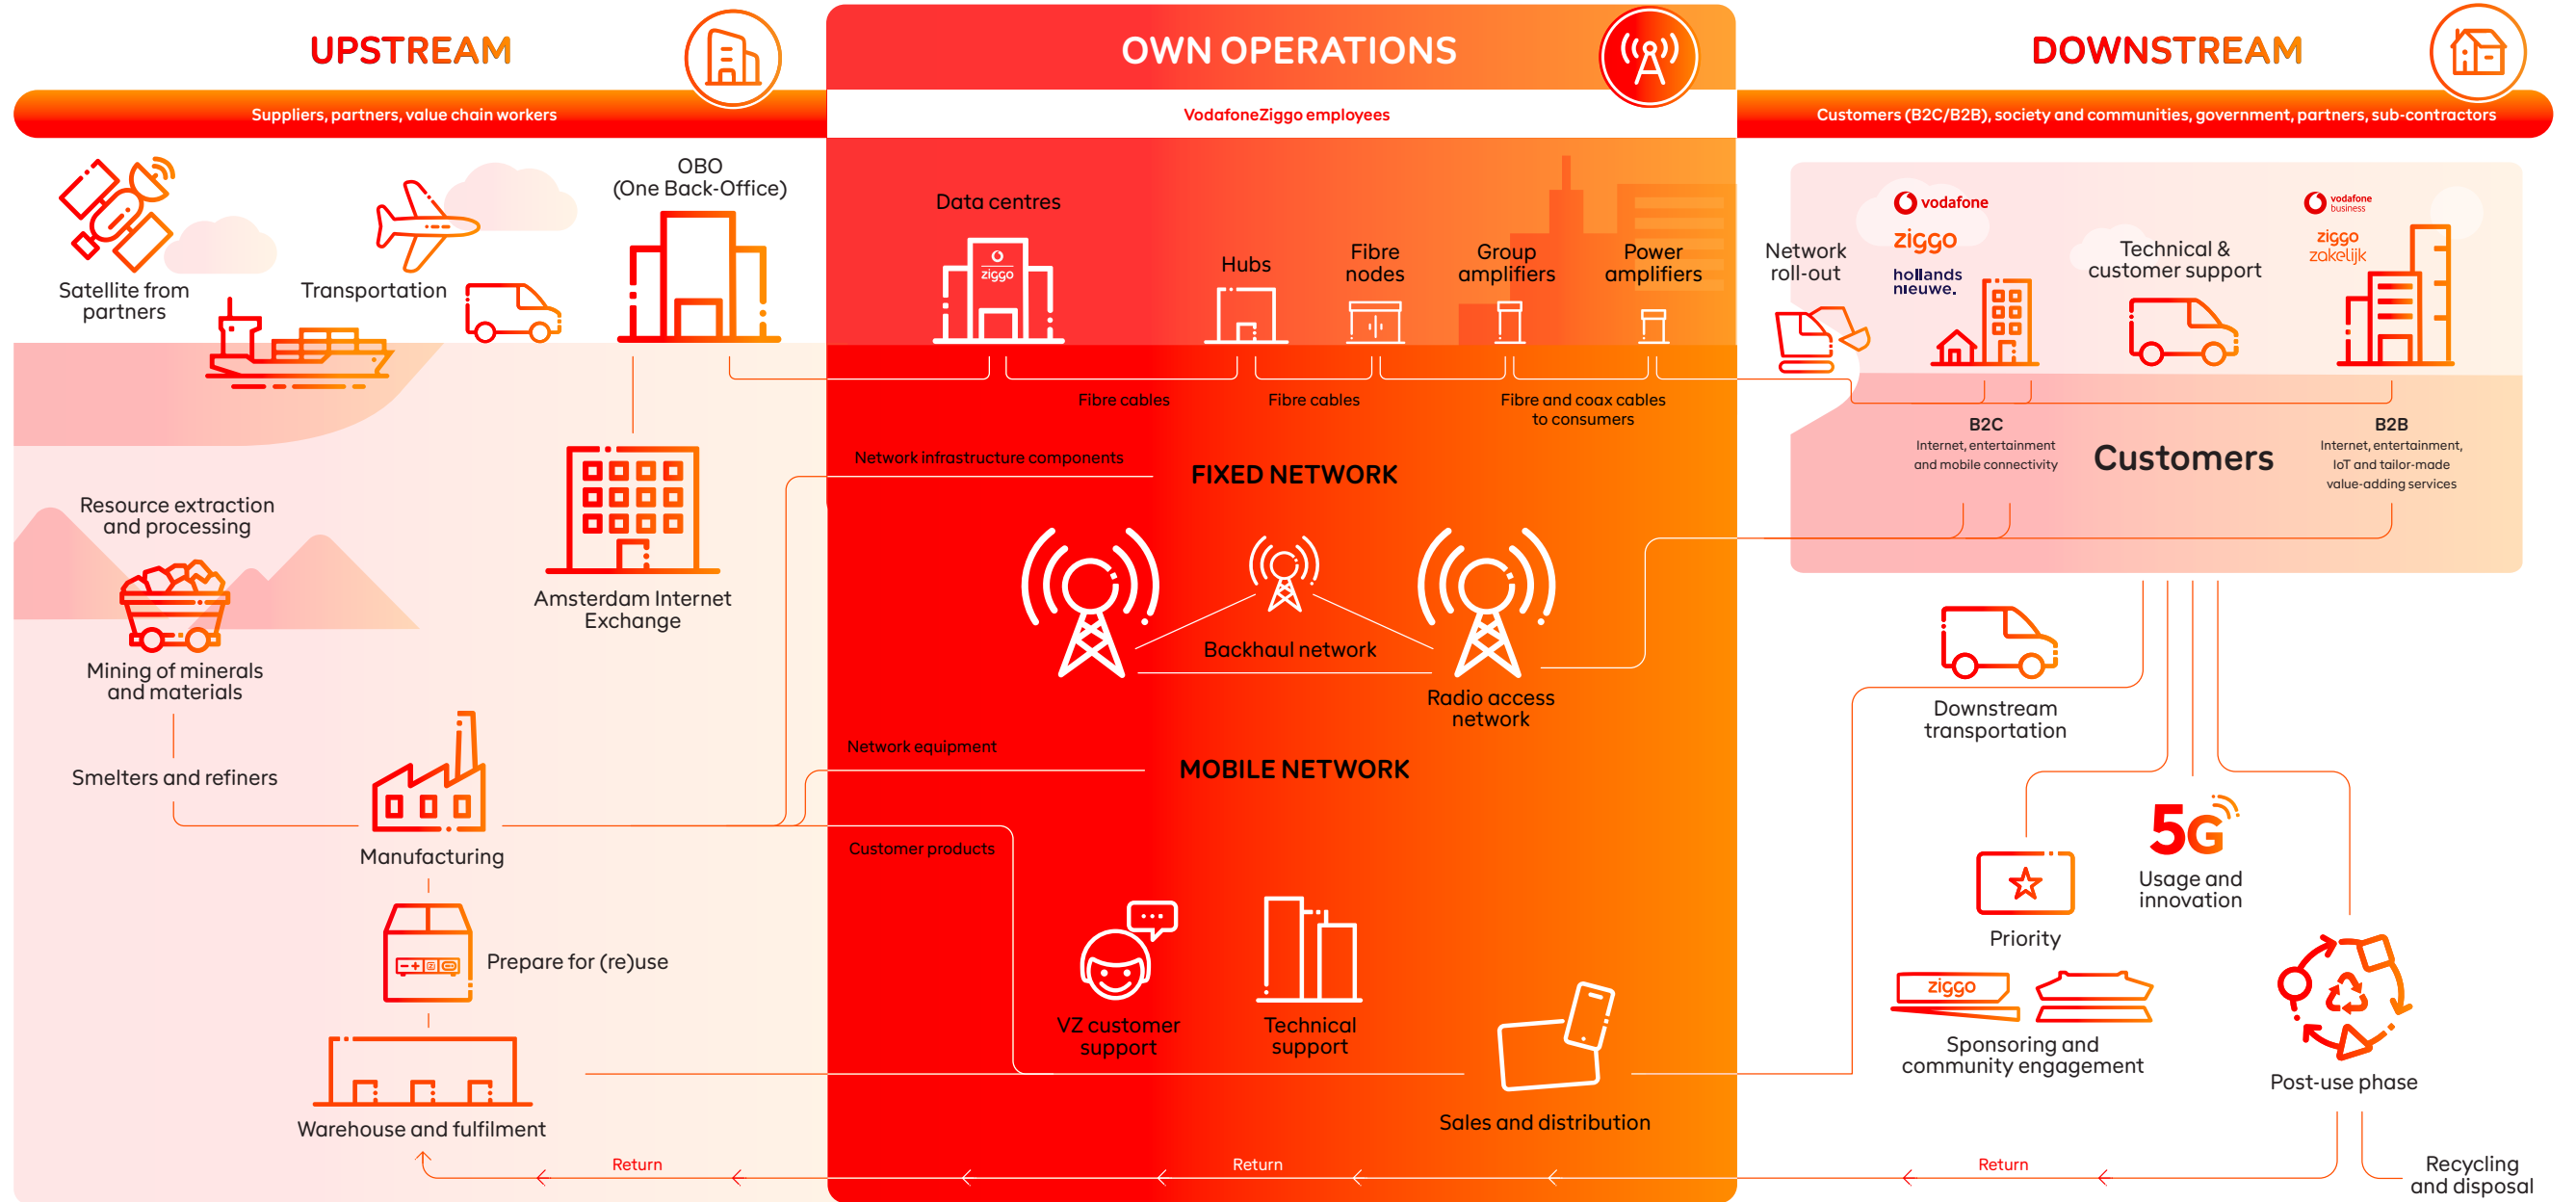 UPSTREAM
Suppliers, partners, value chain workers
Satellite from
partners
Transportation
OBO
(One Back-Office)
Resource extraction
and processing
Mining of minerals
and materials
Smelters and refiners
Amsterdam Internet
Exchange
Manufacturing
Prepare for (re)use
Warehouse and fulfilment
Return
OWN OPERATIONS
VodafoneZiggo employees
Data centres
ziggo
Hubs
Fibre
nodes
Group
amplifiers
Power
amplifiers
Fibre cables
Fibre cables
Fibre and coax cables
to consumers
Network infrastructure components
FIXED NETWORK
Backhaul network
Radio access
network
Network equipment
MOBILE NETWORK
Customer products
VZ customer
support
Technical
support
Sales and distribution
Return
DOWNSTREAM
Customers (B2C/B2B), society and communities, government, partners, sub-contractors
Network
roll-out
vodafone
ziggo
hollands
nieuwe.
Technical &
customer support
vodafone
business
ziggo
zakelijk
B2C
Internet, entertainment
and mobile connectivity
Customers
B2B
Internet, entertainment,
IoT and tailor-made
value-adding services
Downstream
transportation
Priority
5G
Usage and
innovation
ziggo
Sponsoring and
community engagement
Post-use phase
Return
Recycling
and disposal